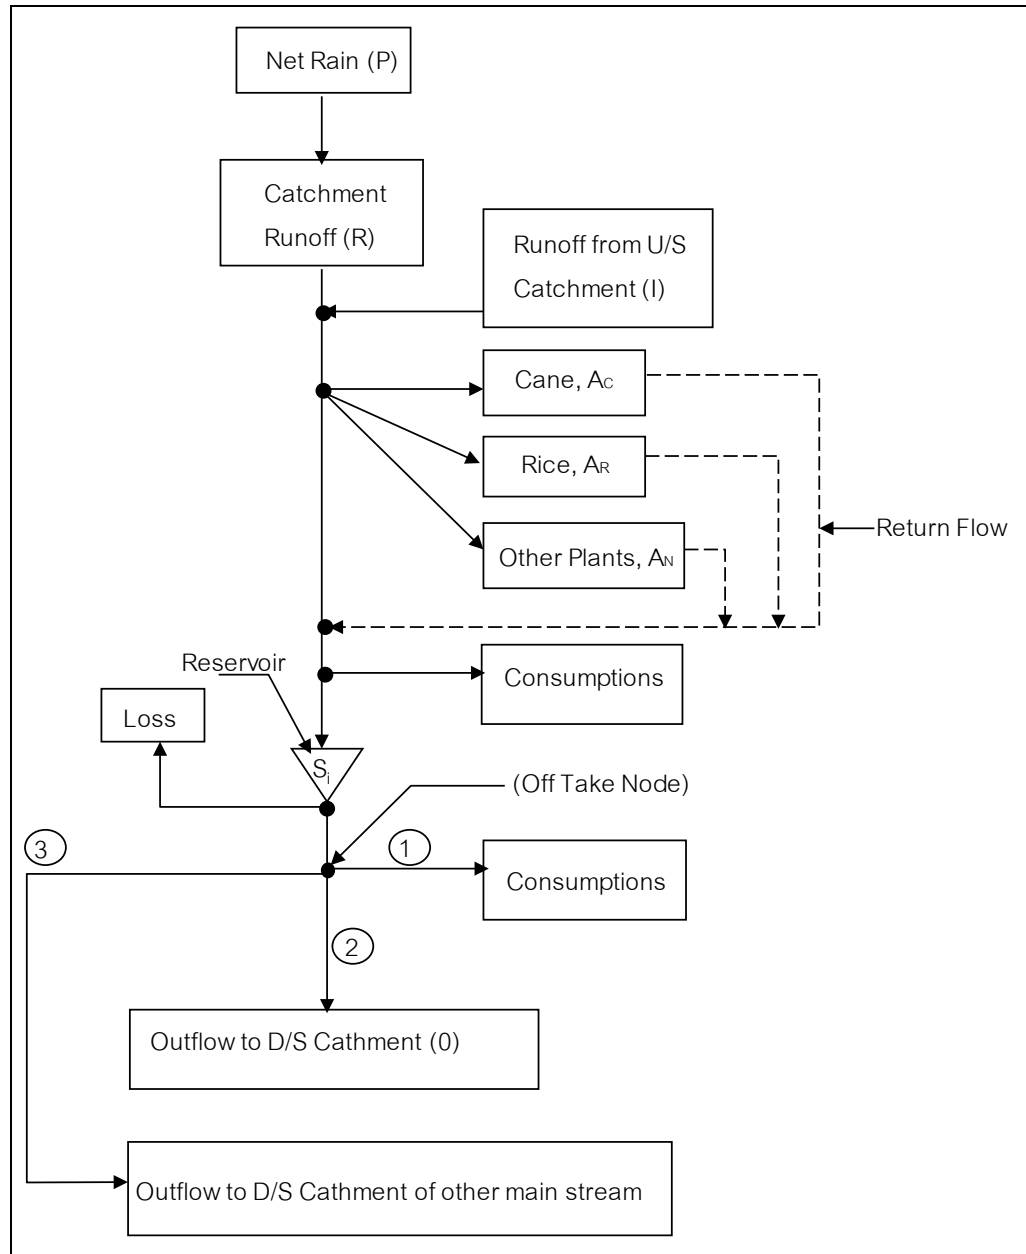 Net Rain (P)
Catchment
Runoff (R)
Runoff from U/S
Catchment (I)
Cane, AC
Rice, AR
Other Plants, AN
Return Flow
Reservoir
Consumptions
Loss
Si
(Off Take Node)
3
1
Consumptions
2
Outflow to D/S Cathment (0)
Outflow to D/S Cathment of other main stream